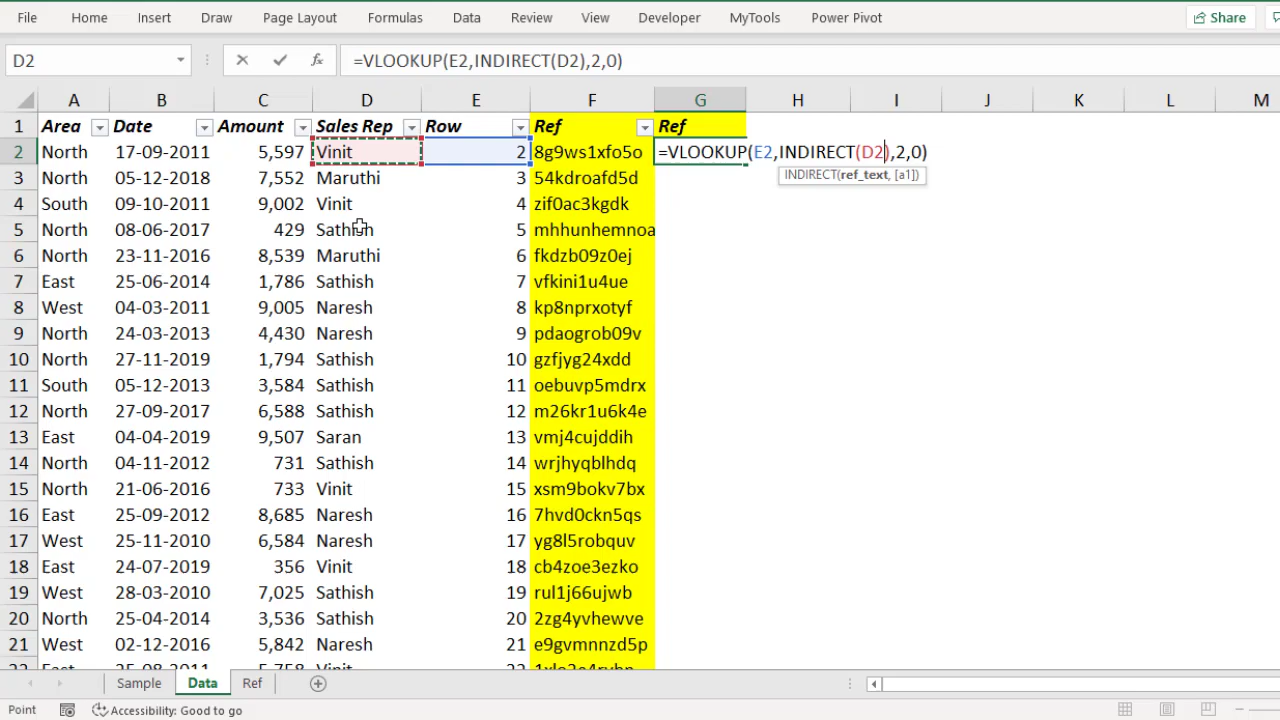 File Home Insert Draw Page Layout Formulas Data Review View Developer MyTools Power Pivot Share
D2 fx =VLOOKUP(E2,INDIRECT(D2),2,0)
A B C D E F G H I J K L M
1 Area Date Amount Sales Rep Row Ref Ref
2 North 17-09-2011 5,597 Vinit 2 8g9ws1xfo5o =VLOOKUP(E2,INDIRECT(D2),2,0)
INDIRECT(ref_text, [a1])
3 North 05-12-2018 7,552 Maruthi 3 54kdroafd5d
4 South 09-10-2011 9,002 Vinit 4 zif0ac3kgdk
5 North 08-06-2017 429 Sathish 5 mhhunhemnoa
6 North 23-11-2016 8,539 Maruthi 6 fkdzb09z0ej
7 East 25-06-2014 1,786 Sathish 7 vfkini1u4ue
8 West 04-03-2011 9,005 Naresh 8 kp8nprxotyf
9 North 24-03-2013 4,430 Naresh 9 pdaogrob09v
10 North 27-11-2019 1,794 Sathish 10 gzfjyg24xdd
11 South 05-12-2013 3,584 Sathish 11 oebuvp5mdrx
12 North 27-09-2017 6,588 Sathish 12 m26kr1u6k4e
13 East 04-04-2019 9,507 Saran 13 vmj4cujddih
14 North 04-11-2012 731 Sathish 14 wrjhyqblhdq
15 North 21-06-2016 733 Vinit 15 xsm9bokv7bx
16 East 25-09-2012 8,685 Naresh 16 7hvd0ckn5qs
17 West 25-11-2010 6,584 Naresh 17 yg8l5robquv
18 East 24-07-2019 356 Vinit 18 cb4zoe3ezko
19 West 28-03-2010 7,025 Sathish 19 rul1j66ujwb
20 North 25-04-2014 3,536 Sathish 20 2zg4yvhewve
21 West 02-12-2016 5,842 Naresh 21 e9gvmnnzd5p
22 East 25-08-2011 5,758 Vinit 22
Sample Data Ref
Point Accessibility: Good to go